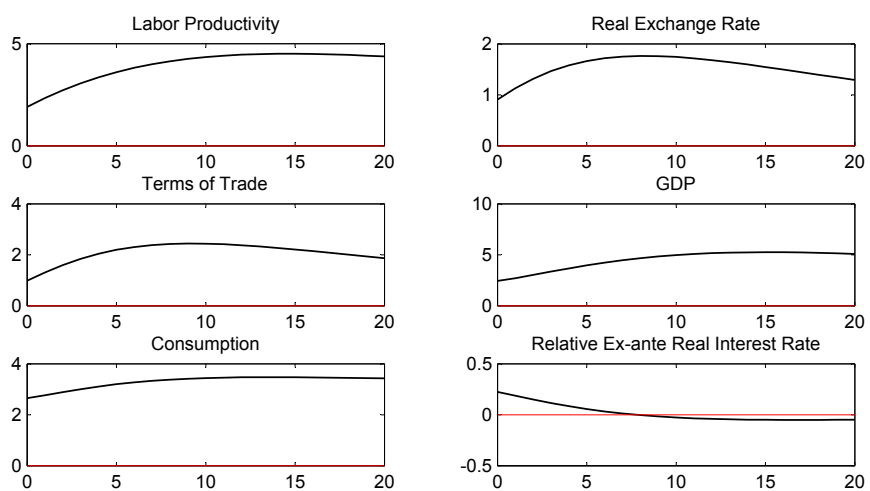 Labor Productivity
5
0
0 5 10 15 20
Real Exchange Rate
2
1
0
0 5 10 15 20
Terms of Trade
4
2
0
0 5 10 15 20
GDP
10
5
0
0 5 10 15 20
Consumption
4
2
0
0 5 10 15 20
Relative Ex-ante Real Interest Rate
0.5
0
-0.5
0 5 10 15 20